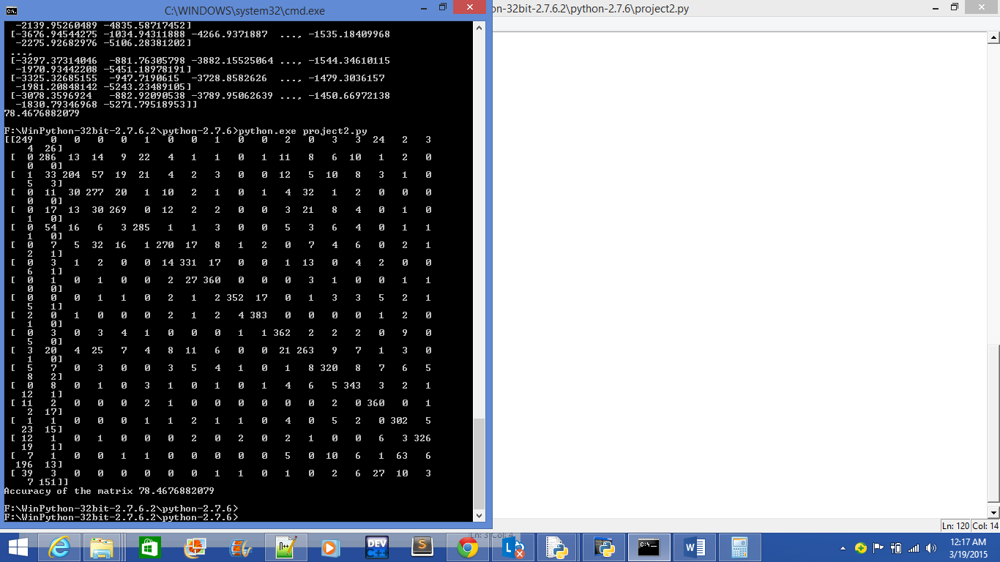 C:\WINDOWS\system32\cmd.exe
on-32bit-2.7.6.2\python-2.7.6\project2.py
-2139.95260489 -4835.58717452]
[-3676.94544275 -1034.94311888 -4266.9371887 ..., -1535.18409968
-2275.92682976 -5106.28381202]
...,
[-3297.37314046 -881.76305798 -3882.15525064 ..., -1544.34610115
-1970.93442208 -5451.18978191]
[-3325.32685155 -947.7190615 -3728.8582626 ..., -1479.3036157
-1981.20848142 -5243.23489105]
[-3078.3596924 -882.92090538 -3789.95062639 ..., -1450.66972138
-1830.79346968 -5271.79518953]]
78.4676882079
F:\WinPython-32bit-2.7.6.2\python-2.7.6>python.exe project2.py
[[249 0 0 0 0 1 0 0 1 0 0 2 0 3 3 24 2 3
4 26]
[ 0 286 13 14 9 22 4 1 1 0 1 11 8 6 10 1 2 0
0 0]
[ 1 33 204 57 19 21 4 2 3 0 0 12 5 10 8 3 1 0
5 3]
[ 0 11 30 277 20 1 10 2 1 0 1 4 32 1 2 0 0 0
0 0]
[ 0 17 13 30 269 0 12 2 2 0 0 3 21 8 4 0 1 0
1 0]
[ 0 54 16 6 3 285 1 1 3 0 0 5 3 6 4 0 1 1
1 0]
[ 0 7 5 32 16 1 270 17 8 1 2 0 7 4 6 0 2 1
2 1]
[ 0 3 1 2 0 0 14 331 17 0 0 1 13 0 4 2 0 0
6 1]
[ 0 1 0 1 0 0 2 27 360 0 0 0 3 1 0 0 1 1
0 0]
[ 0 0 0 1 1 0 2 1 2 352 17 0 1 3 3 5 2 1
5 1]
[ 2 0 1 0 0 0 2 1 2 4 383 0 0 0 0 1 2 0
1 0]
[ 0 3 0 3 4 1 0 0 0 1 1 362 2 2 2 0 9 0
5 0]
[ 3 20 4 25 7 4 8 11 6 0 0 21 263 9 7 1 3 0
1 0]
[ 5 7 0 3 0 0 3 5 4 1 0 1 8 320 8 7 6 5
8 2]
[ 0 8 0 1 0 3 1 0 1 0 1 4 6 5 343 3 2 1
12 1]
[ 11 2 0 0 0 2 1 0 0 0 0 0 0 2 0 360 0 1
2 17]
[ 1 1 0 0 0 1 1 2 1 1 0 4 0 5 2 0 302 5
23 15]
[ 12 1 0 1 0 0 0 2 0 2 0 2 1 0 0 6 3 326
19 1]
[ 7 1 0 0 1 1 0 0 0 0 0 5 0 10 6 1 63 6
196 13]
[ 39 3 0 0 0 0 0 0 1 1 0 1 0 2 6 27 10 3
7 151]]
Accuracy of the matrix 78.4676882079
F:\WinPython-32bit-2.7.6.2\python-2.7.6>
F:\WinPython-32bit-2.7.6.2\python-2.7.6>
Ln: 120 Col: 14
Ln: 3 Col: 4
DEV
12:17 AM
3/19/2015